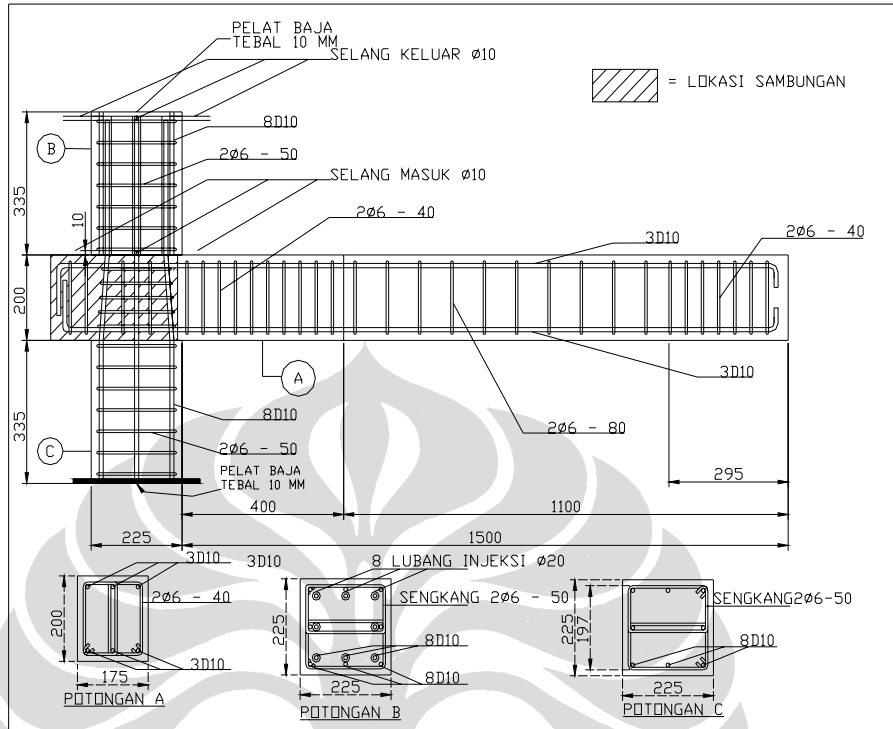 PELAT BAJA
TEBAL 10 MM
SELANG KELUAR Ø10
= LOKASI SAMBUNGAN
8D10
B
2Ø6 - 50
SELANG MASUK Ø10
335
10
2Ø6 - 40
3D10
2Ø6 - 40
200
A
3D10
335
8D10
2Ø6 - 80
C
2Ø6 - 50
PELAT BAJA
TEBAL 10 MM
295
400
1100
225
1500
3D10
3D10
2Ø6 - 40
200
3D10
175
POTONGAN A
8 LUBANG INJEKSI Ø20
SENGKANG 2Ø6 - 50
225
8D10
225
8D10
POTONGAN B
SENGKANG2Ø6-50
225
197
8D10
225
POTONGAN C